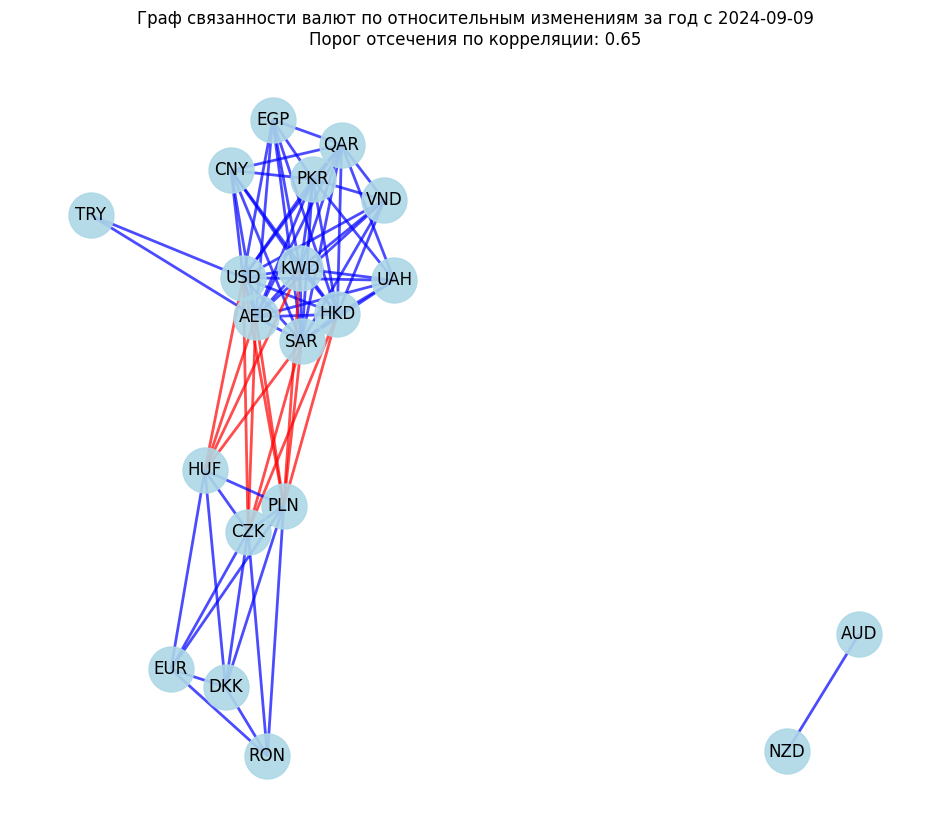 Граф связанности валют по относительным изменениям за год с 2024-09-09
Порог отсечения по корреляции: 0.65
EGP
QAR
CNY
PKR
VND
TRY
KWD
USD
UAH
HKD
AED
SAR
HUF
PLN
CZK
AUD
EUR
DKK
NZD
RON